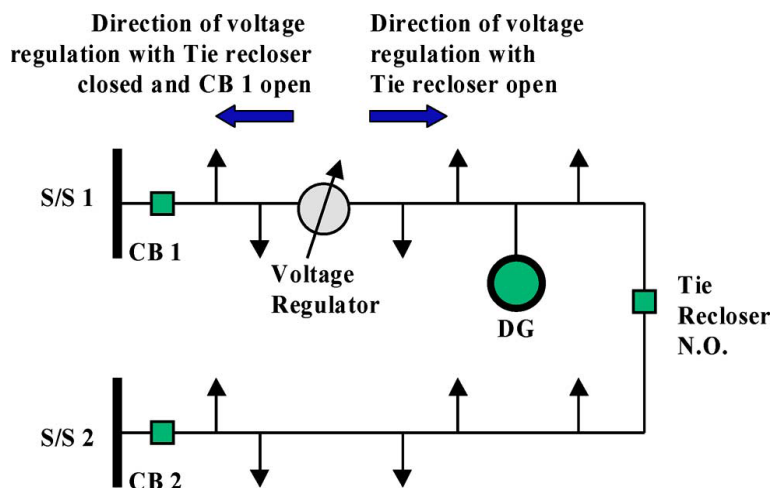 Direction of voltage
regulation with Tie recloser
closed and CB 1 open
Direction of voltage
regulation with
Tie recloser open
S/S 1
CB 1
Voltage
Regulator
DG
Tie
Recloser
N.O.
S/S 2
CB 2